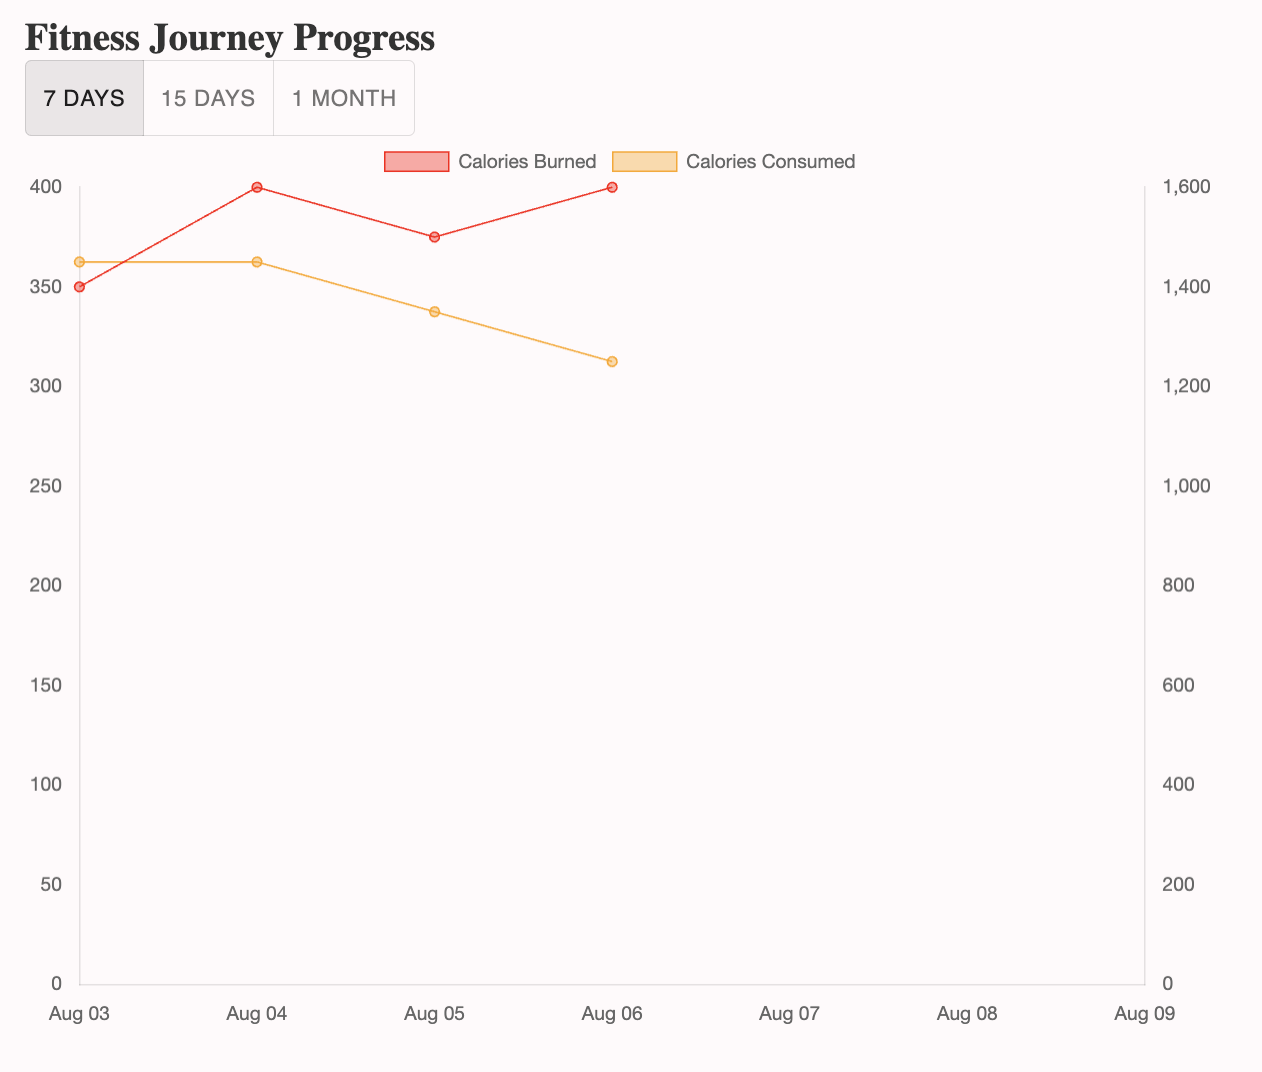 Fitness Journey Progress
7 DAYS 15 DAYS 1 MONTH
Calories Burned Calories Consumed
400 1,600
350 1,400
300 1,200
250 1,000
200 800
150 600
100 400
50 200
0 0
Aug 03 Aug 04 Aug 05 Aug 06 Aug 07 Aug 08 Aug 09